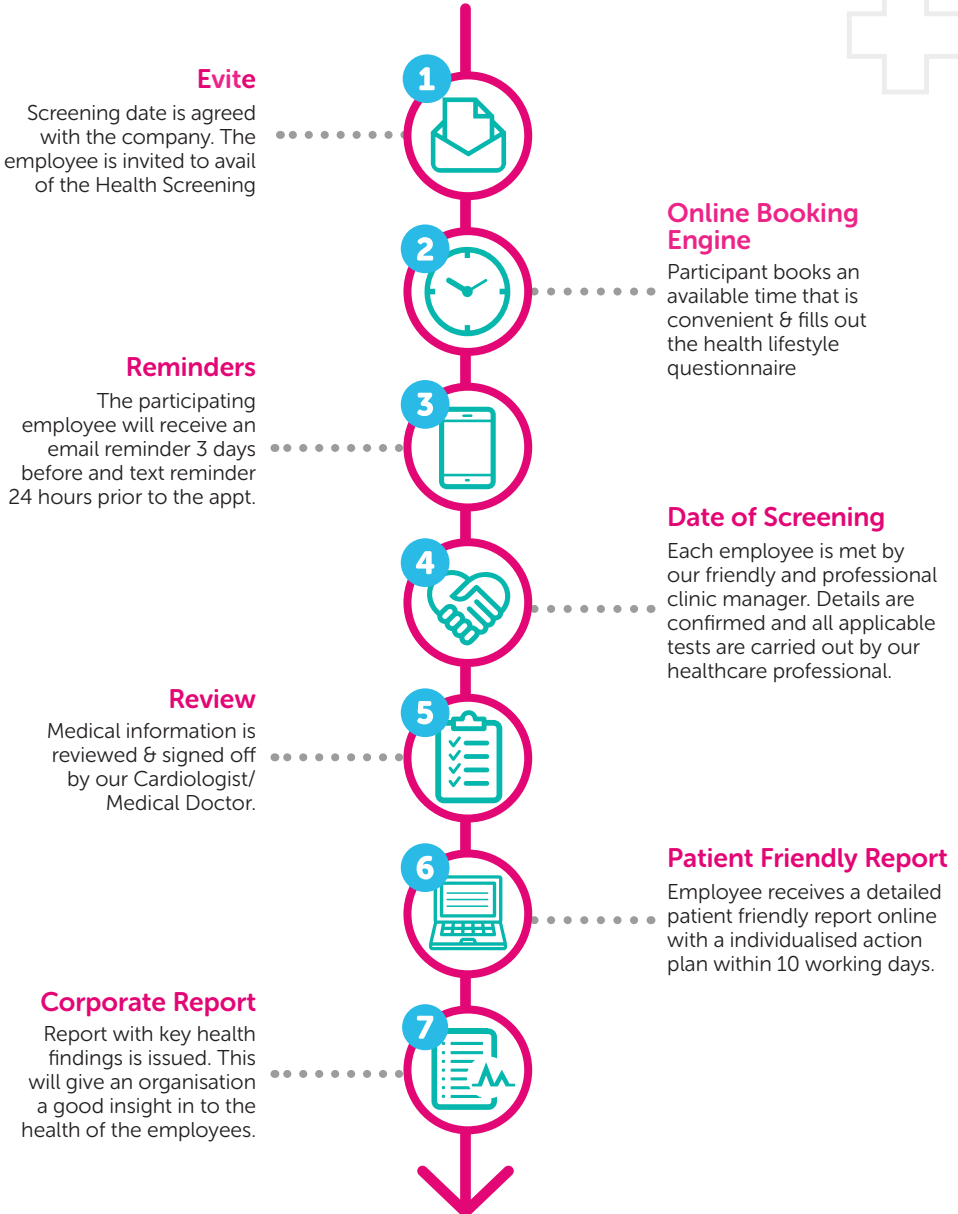 1
Evite
Screening date is agreed
with the company. The
employee is invited to avail
of the Health Screening
2
Online Booking
Engine
Participant books an
available time that is
convenient & fills out
the health lifestyle
questionnaire
3
Reminders
The participating
employee will receive an
email reminder 3 days
before and text reminder
24 hours prior to the appt.
4
Date of Screening
Each employee is met by
our friendly and professional
clinic manager. Details are
confirmed and all applicable
tests are carried out by our
healthcare professional.
5
Review
Medical information is
reviewed & signed off
by our Cardiologist/
Medical Doctor.
6
Patient Friendly Report
Employee receives a detailed
patient friendly report online
with a individualised action
plan within 10 working days.
7
Corporate Report
Report with key health
findings is issued. This
will give an organisation
a good insight in to the
health of the employees.